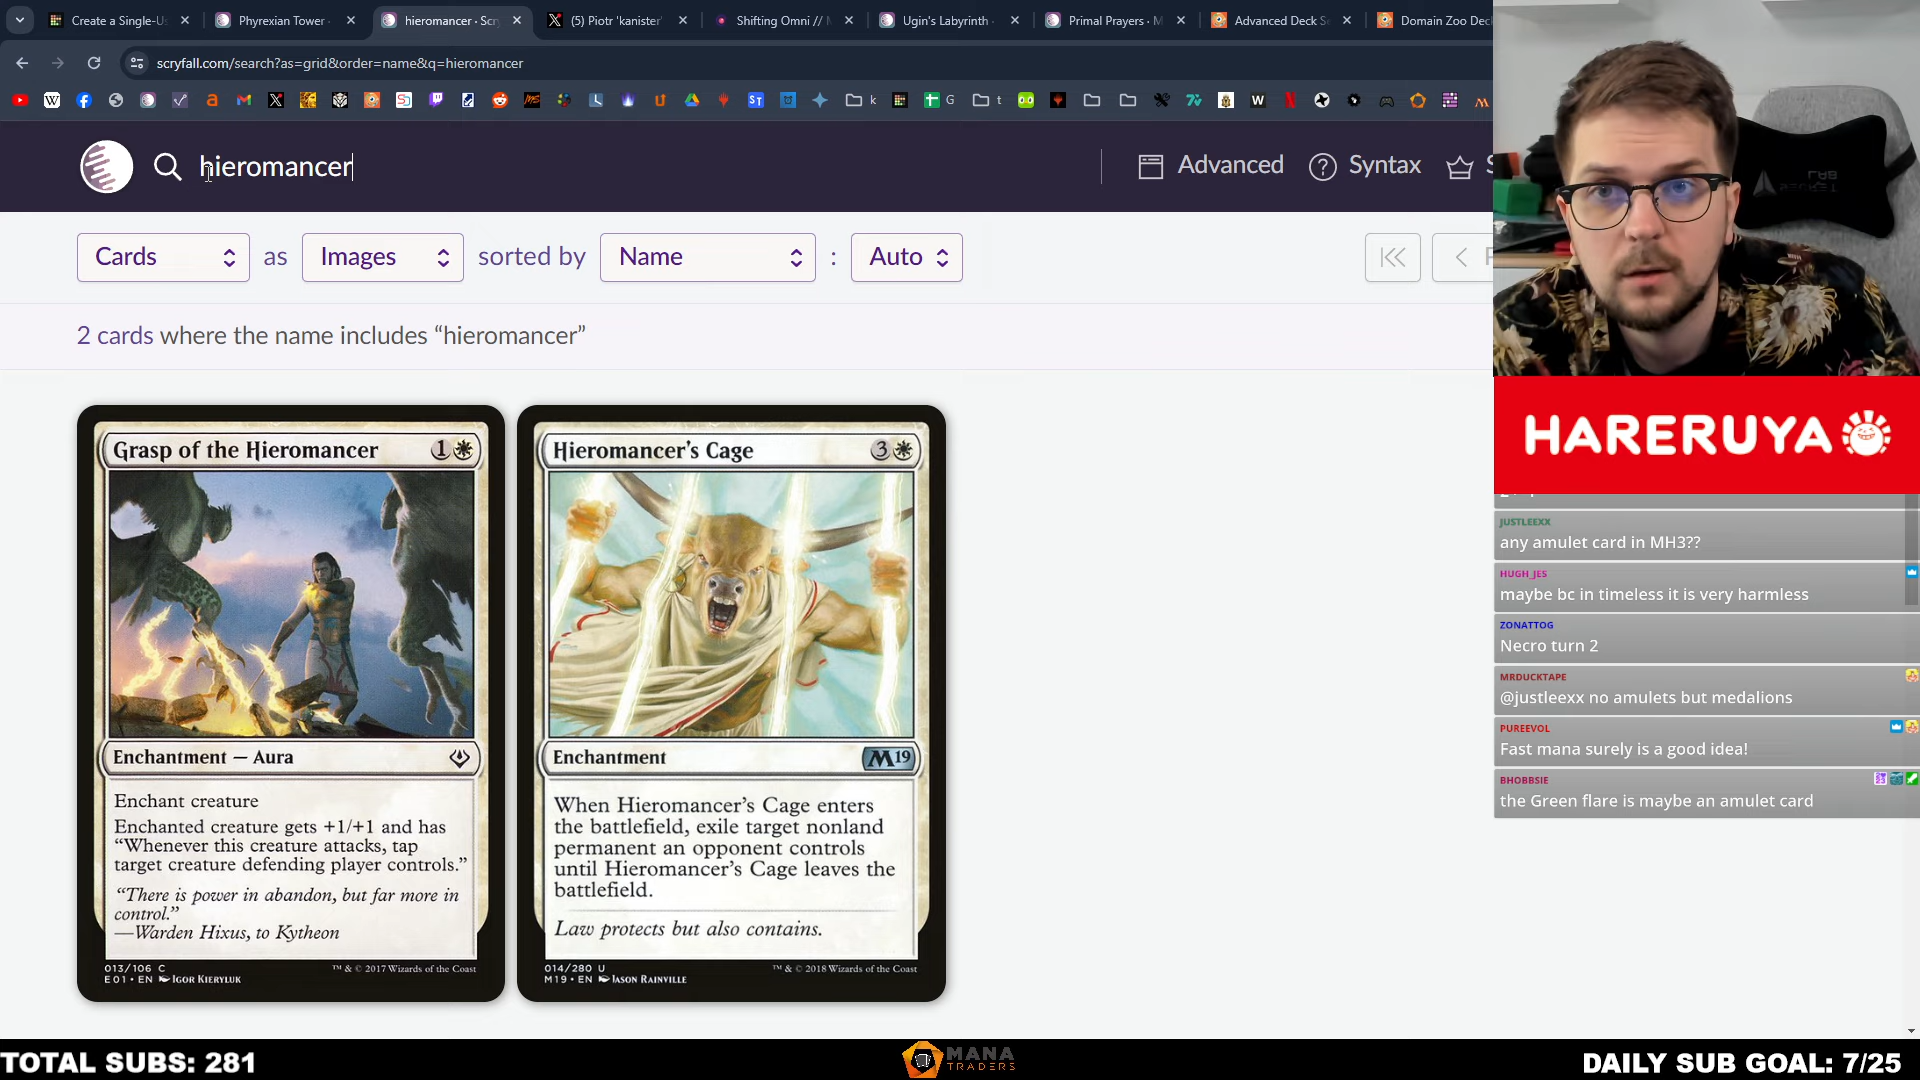 Create a Single-Us
Phyrexian Tower ·
hieromancer · Scry
(5) Piotr 'kanister'
Shifting Omni //
Ugin's Labyrinth ·
Primal Prayers · M
Advanced Deck Se
Domain Zoo Dec
scryfall.com/search?as=grid&order=name&q=hieromancer
k
G
t
hieromancer
Advanced
Syntax
Cards as Images sorted by Name : Auto
2 cards where the name includes “hieromancer”
Grasp of the Hieromancer 1
Enchantment — Aura
Enchant creature
Enchanted creature gets +1/+1 and has
“Whenever this creature attacks, tap
target creature defending player controls.”
“There is power in abandon, but far more in
control.”
—Warden Hixus, to Kytheon
013/106 C
E01 • EN Igor Kieryluk
™ & © 2017 Wizards of the Coast
Hieromancer’s Cage 3
Enchantment M19
When Hieromancer’s Cage enters
the battlefield, exile target nonland
permanent an opponent controls
until Hieromancer’s Cage leaves the
battlefield.
Law protects but also contains.
014/280 U
M19 • EN Jason Rainville
™ & © 2018 Wizards of the Coast
HARERUYA
JUSTLEEXX
any amulet card in MH3??
HUGH_JES
maybe bc in timeless it is very harmless
ZONATTOG
Necro turn 2
MRDUCKTAPE
@justleexx no amulets but medalions
PUREEVOL
Fast mana surely is a good idea!
BHOBBSIE
the Green flare is maybe an amulet card
TOTAL SUBS: 281
MANA
TRADERS
DAILY SUB GOAL: 7/25